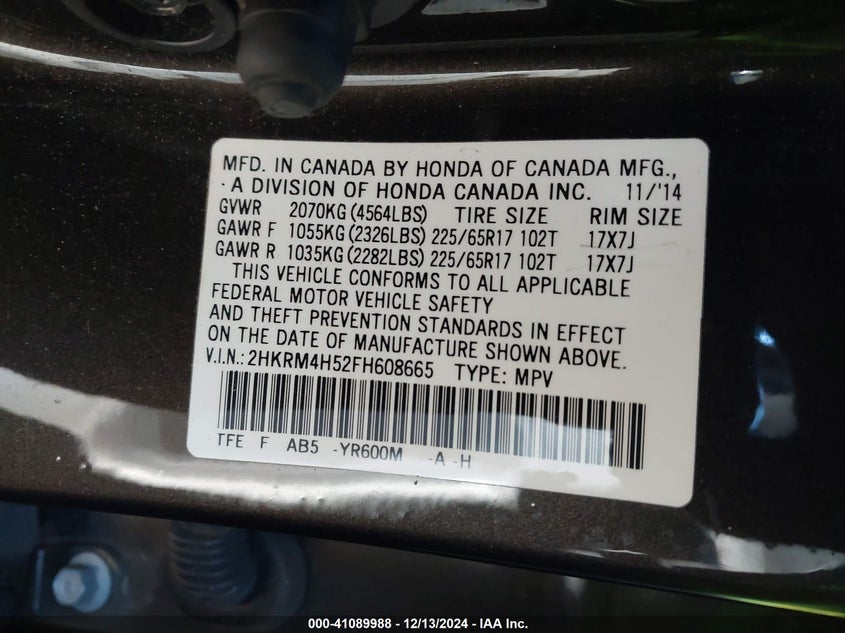 MFD. IN CANADA BY HONDA OF CANADA MFG.,
A DIVISION OF HONDA CANADA INC. 11/'14
GVWR 2070KG (4564LBS) TIRE SIZE RIM SIZE
GAWR F 1055KG (2326LBS) 225/65R17 102T 17X7J
GAWR R 1035KG (2282LBS) 225/65R17 102T 17X7J
THIS VEHICLE CONFORMS TO ALL APPLICABLE
FEDERAL MOTOR VEHICLE SAFETY
AND THEFT PREVENTION STANDARDS IN EFFECT
ON THE DATE OF MANUFACTURE SHOWN ABOVE.
V.I.N.: 2HKRM4H52FH608665 TYPE: MPV
TFE F AB5 -YR600M -A -H
000-41089988 - 12/13/2024 - IAA Inc.